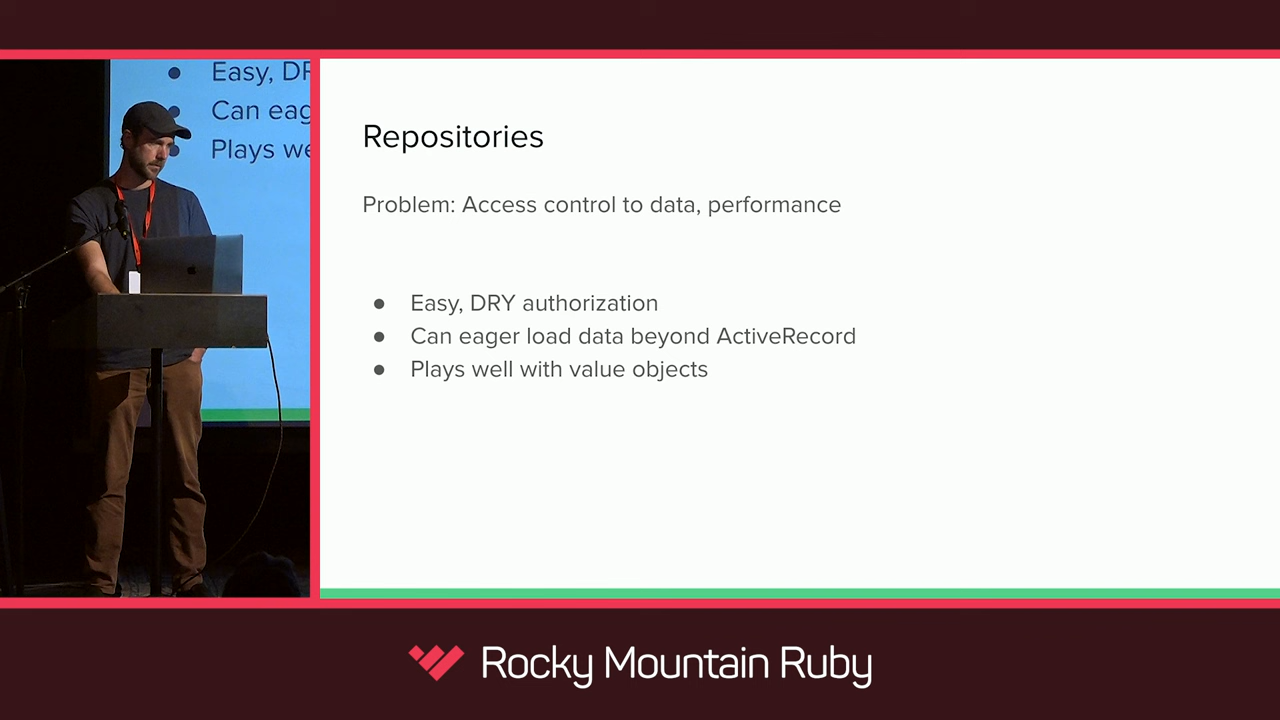 Easy, DR
Can eag
Plays we
Repositories
Problem: Access control to data, performance
● Easy, DRY authorization
● Can eager load data beyond ActiveRecord
● Plays well with value objects
Rocky Mountain Ruby